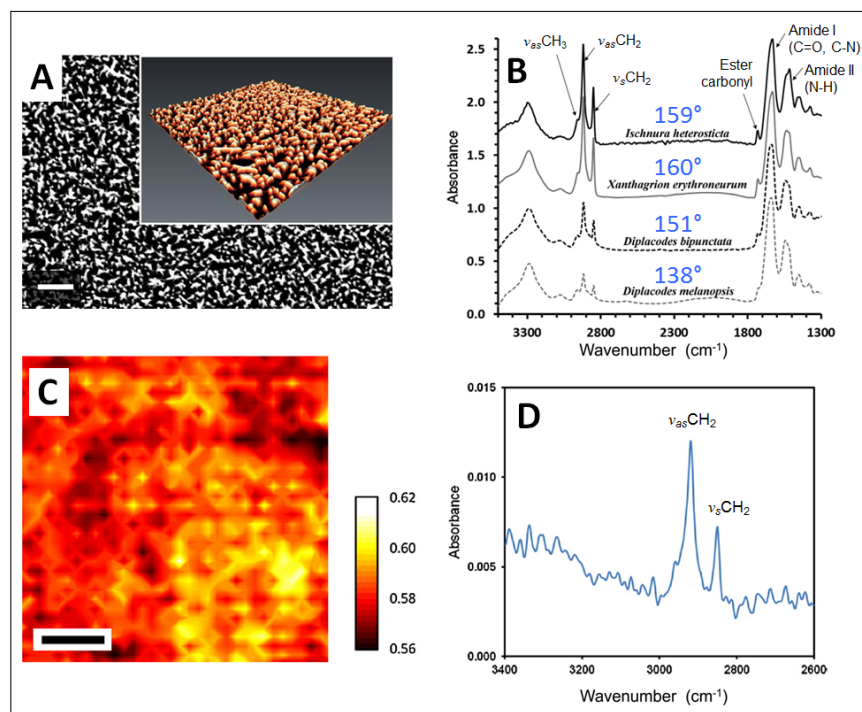 A
B
2.5
2.0
1.5
1.0
0.5
0.0
Absorbance
νasCH3
νasCH2
νsCH2
Ester
carbonyl
Amide I
(C=O, C-N)
Amide II
(N-H)
159°
Ischnura heterosticta
160°
Xanthagrion erythroneurum
151°
Diplacodes bipunctata
138°
Diplacodes melanopsis
3300 2800 2300 1800 1300
Wavenumber (cm-1)
C
0.62
0.60
0.58
0.56
D
0.015
0.010
0.005
0.000
Absorbance
νasCH2
νsCH2
3400 3200 3000 2800 2600
Wavenumber (cm-1)